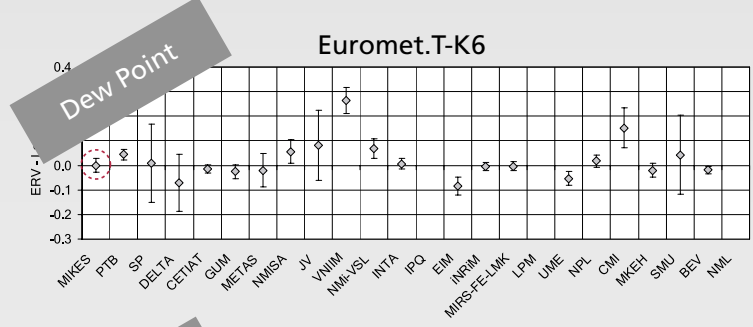 Euromet.T-K6
Dew Point
0.4
0.0
-0.1
-0.2
-0.3
ERV -
MIKES
PTB
SP
DELTA
CETIAT
GUM
METAS
NMISA
JV
VNIIM
NMi-VSL
INTA
IPQ
EIM
iNRiM
MIRS-FE-LMK
LPM
UME
NPL
CMI
MKEH
SMU
BEV
NML